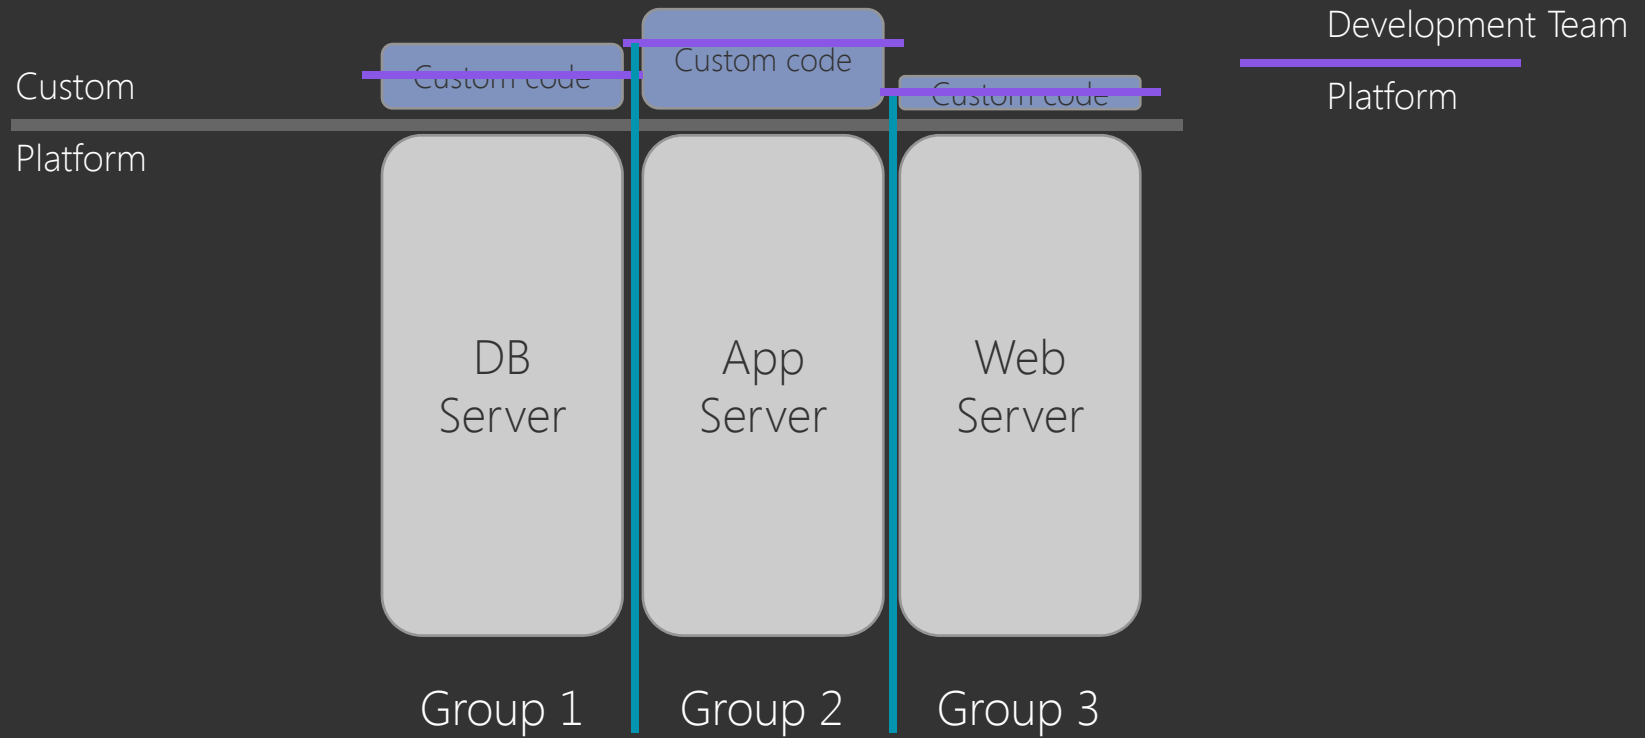 Development Team
Custom code
Custom code
Custom
Custom code
Platform
Platform
DB
Server
App
Server
Web
Server
Group 1
Group 2
Group 3